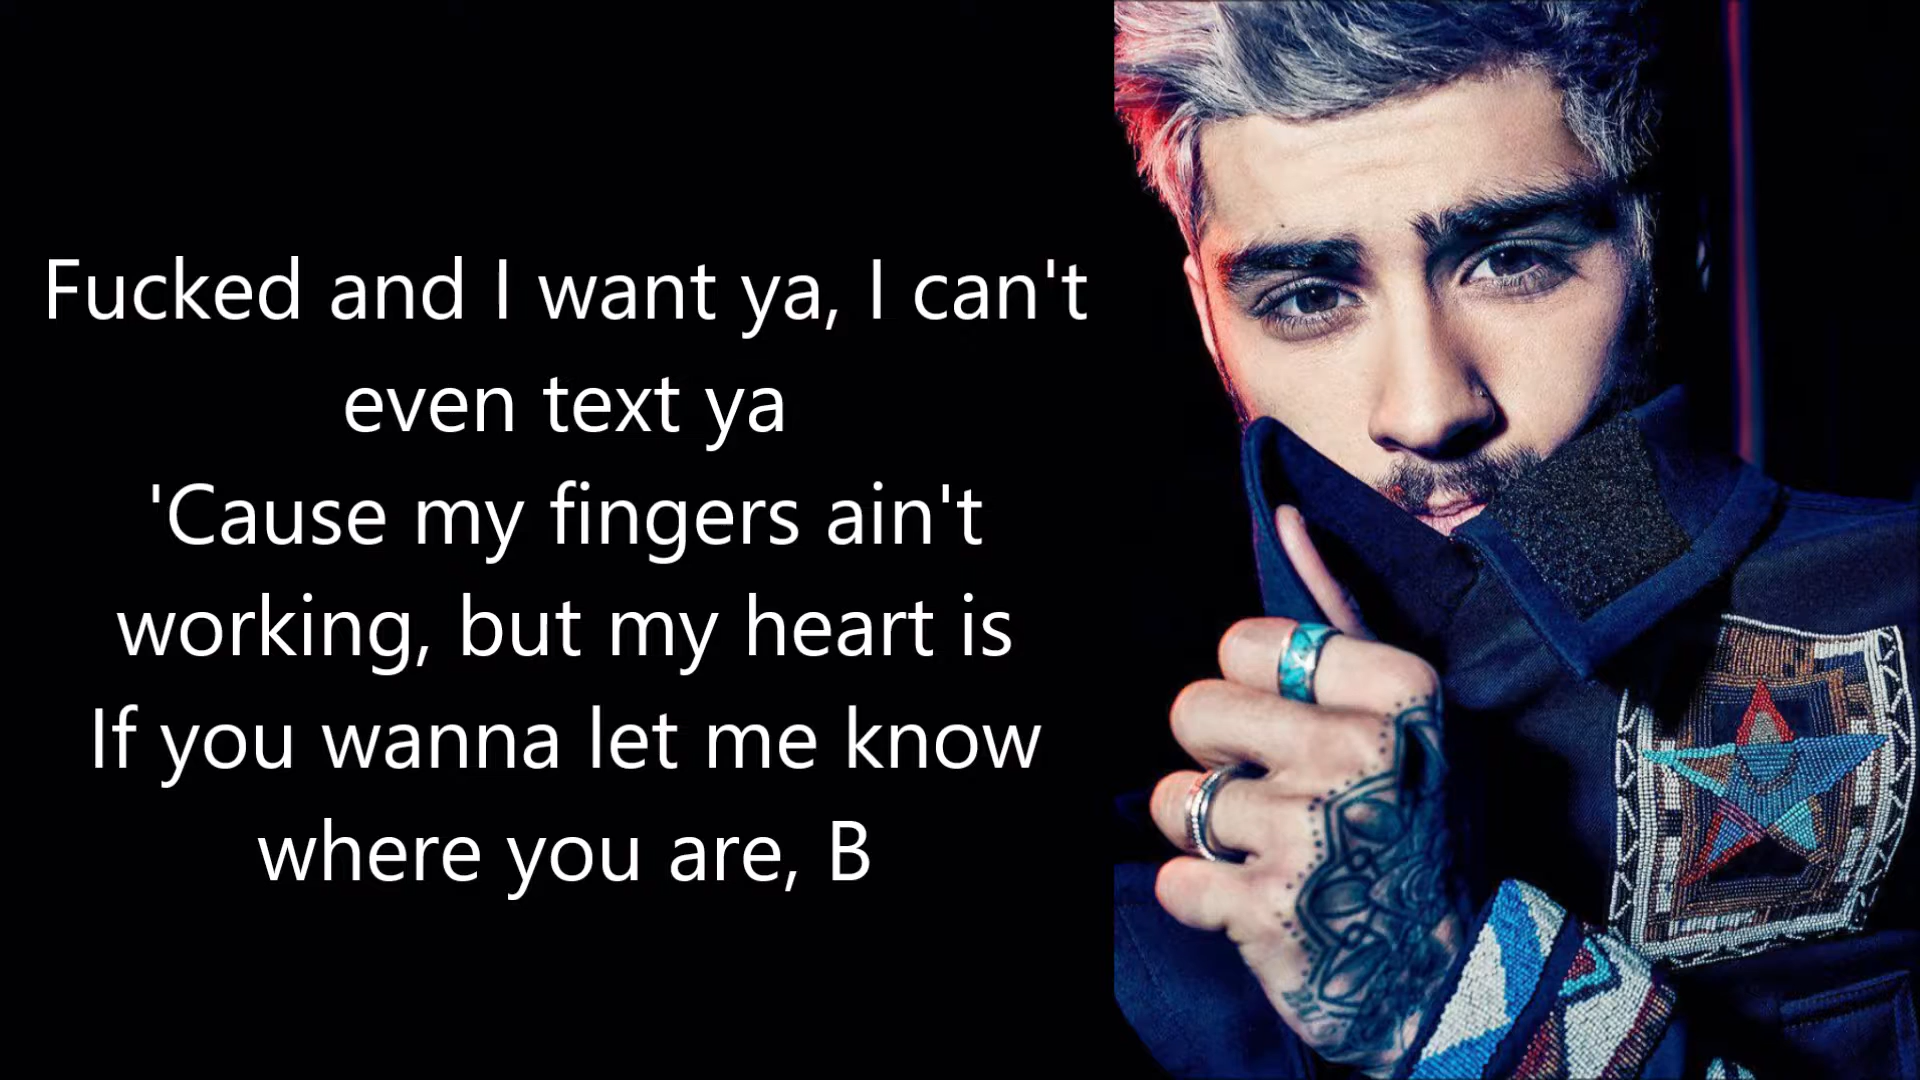 Fucked and I want ya, I can't
even text ya
'Cause my fingers ain't
working, but my heart is
If you wanna let me know
where you are, B